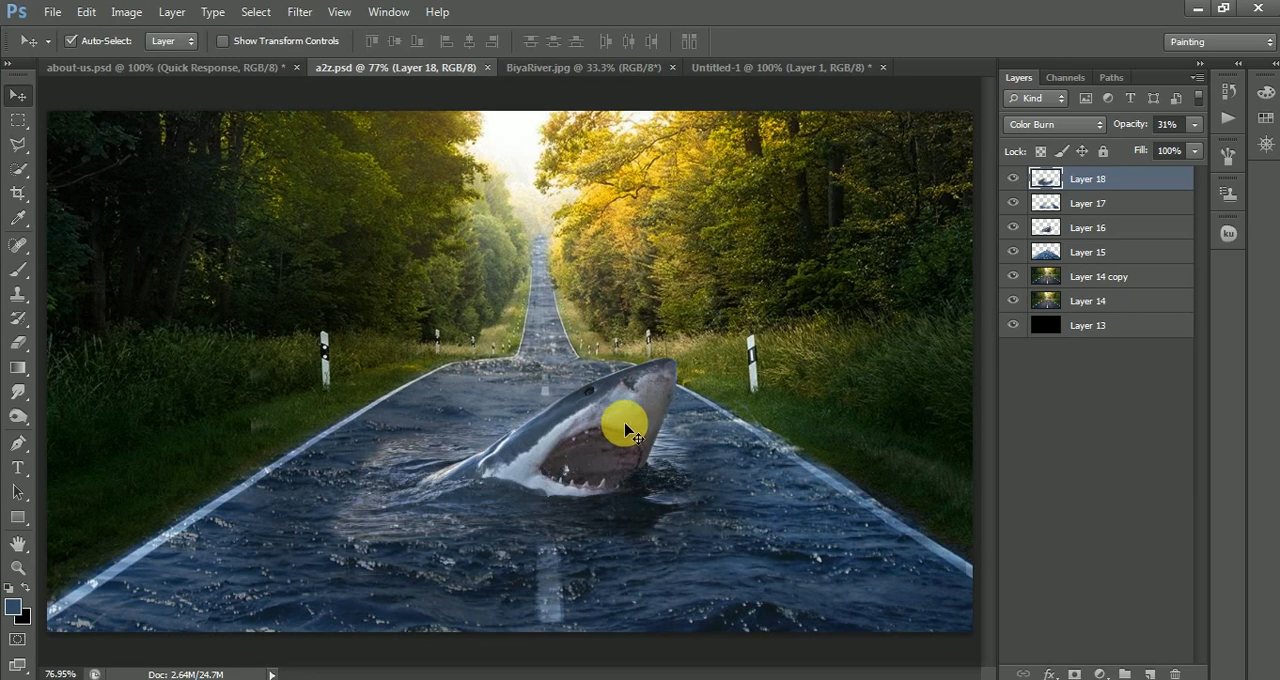 Ps File Edit Image Layer Type Select Filter View Window Help
Auto-Select: Layer Show Transform Controls Painting
about-us.psd @ 100% (Quick Response, RGB/8) * × a2z.psd @ 77% (Layer 18, RGB/8) × BiyaRiver.jpg @ 33.3% (RGB/8*) × Untitled-1 @ 100% (Layer 1, RGB/8) * ×
Layers Channels Paths
Kind
Color Burn Opacity: 31%
Lock: Fill: 100%
Layer 18
Layer 17
Layer 16
Layer 15
Layer 14 copy
Layer 14
Layer 13
ku
T
fx
76.95% Doc: 2.64M/24.7M